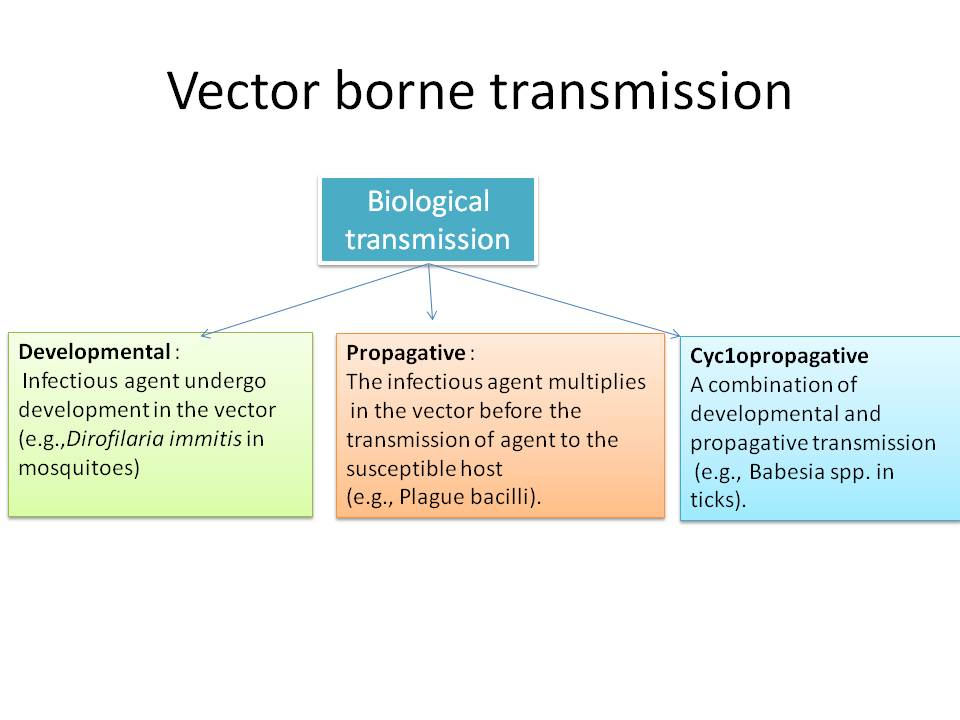 Vector borne transmission
Biological
transmission
Developmental :
Infectious agent undergo
development in the vector
(e.g.,Dirofilaria immitis in
mosquitoes)
Propagative :
The infectious agent multiplies
in the vector before the
transmission of agent to the
susceptible host
(e.g., Plague bacilli).
Cyc1opropagative
A combination of
developmental and
propagative transmission
(e.g., Babesia spp. in
ticks).